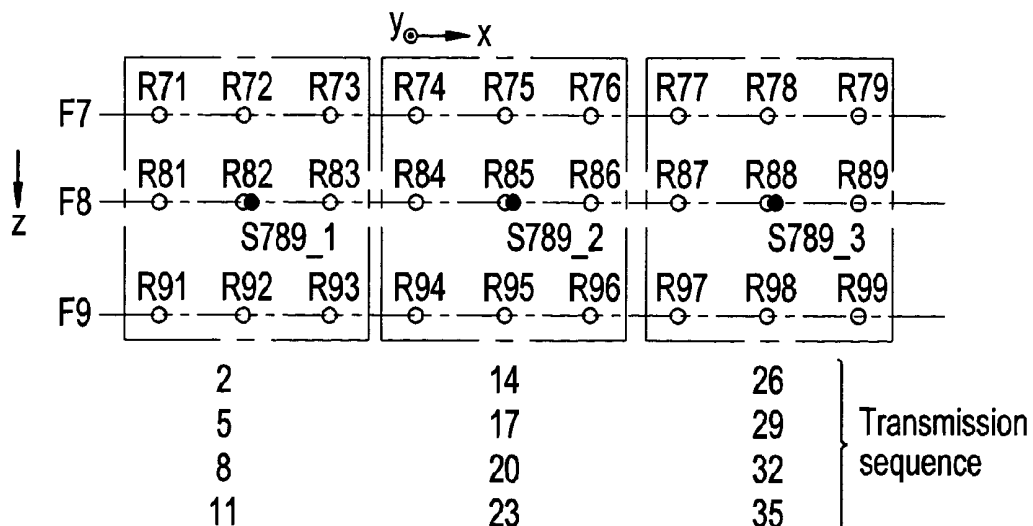 y x
R71 R72 R73 R74 R75 R76 R77 R78 R79
F7
R81 R82 R83 R84 R85 R86 R87 R88 R89
z F8
S789_1 S789_2 S789_3
R91 R92 R93 R94 R95 R96 R97 R98 R99
F9
2 14 26
5 17 29 Transmission
8 20 32 sequence
11 23 35